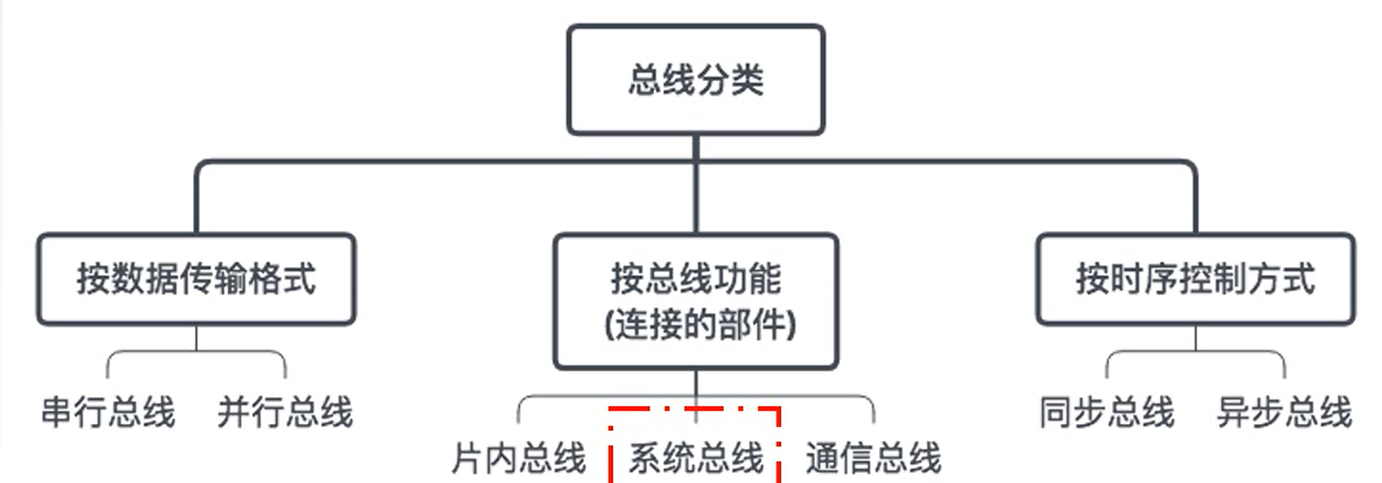 总线分类
按数据传输格式
按总线功能
(连接的部件)
按时序控制方式
串行总线
并行总线
片内总线
系统总线
通信总线
同步总线
异步总线